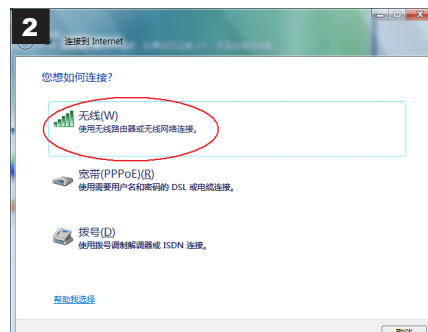 2
连接到 Internet
您想如何连接?
无线(W)
使用无线路由器或无线网络连接。
宽带(PPPoE)(R)
使用需要用户名和密码的 DSL 或电缆连接。
拨号(D)
使用拨号调制解调器或 ISDN 连接。
帮助我选择